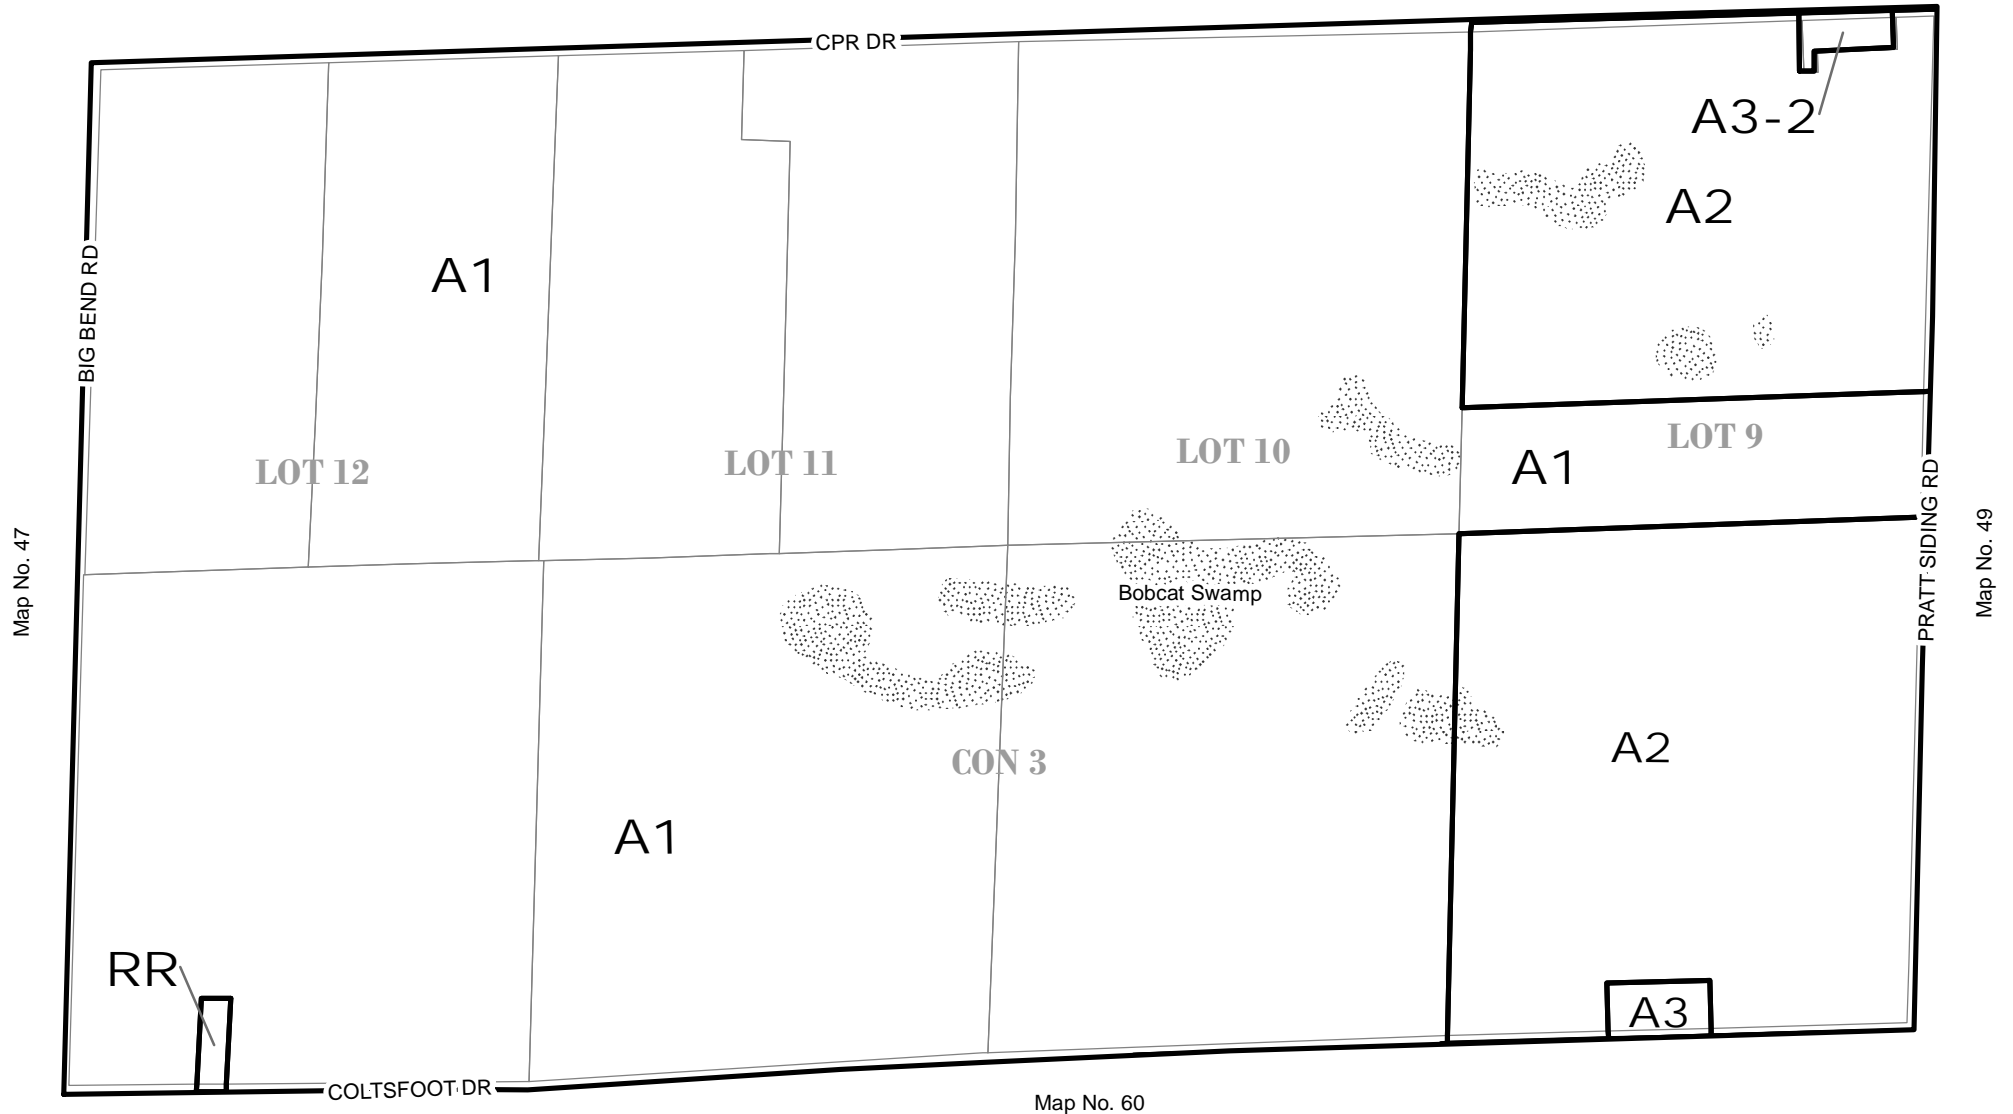 CPR DR
A3-2
A2
BIG BEND RD
A1
LOT 12
LOT 11
LOT 10
LOT 9
A1
PRATT SIDING RD
Map No. 47
Map No. 49
Bobcat Swamp
A2
CON 3
A1
RR
A3
COLTSFOOT DR
Map No. 60